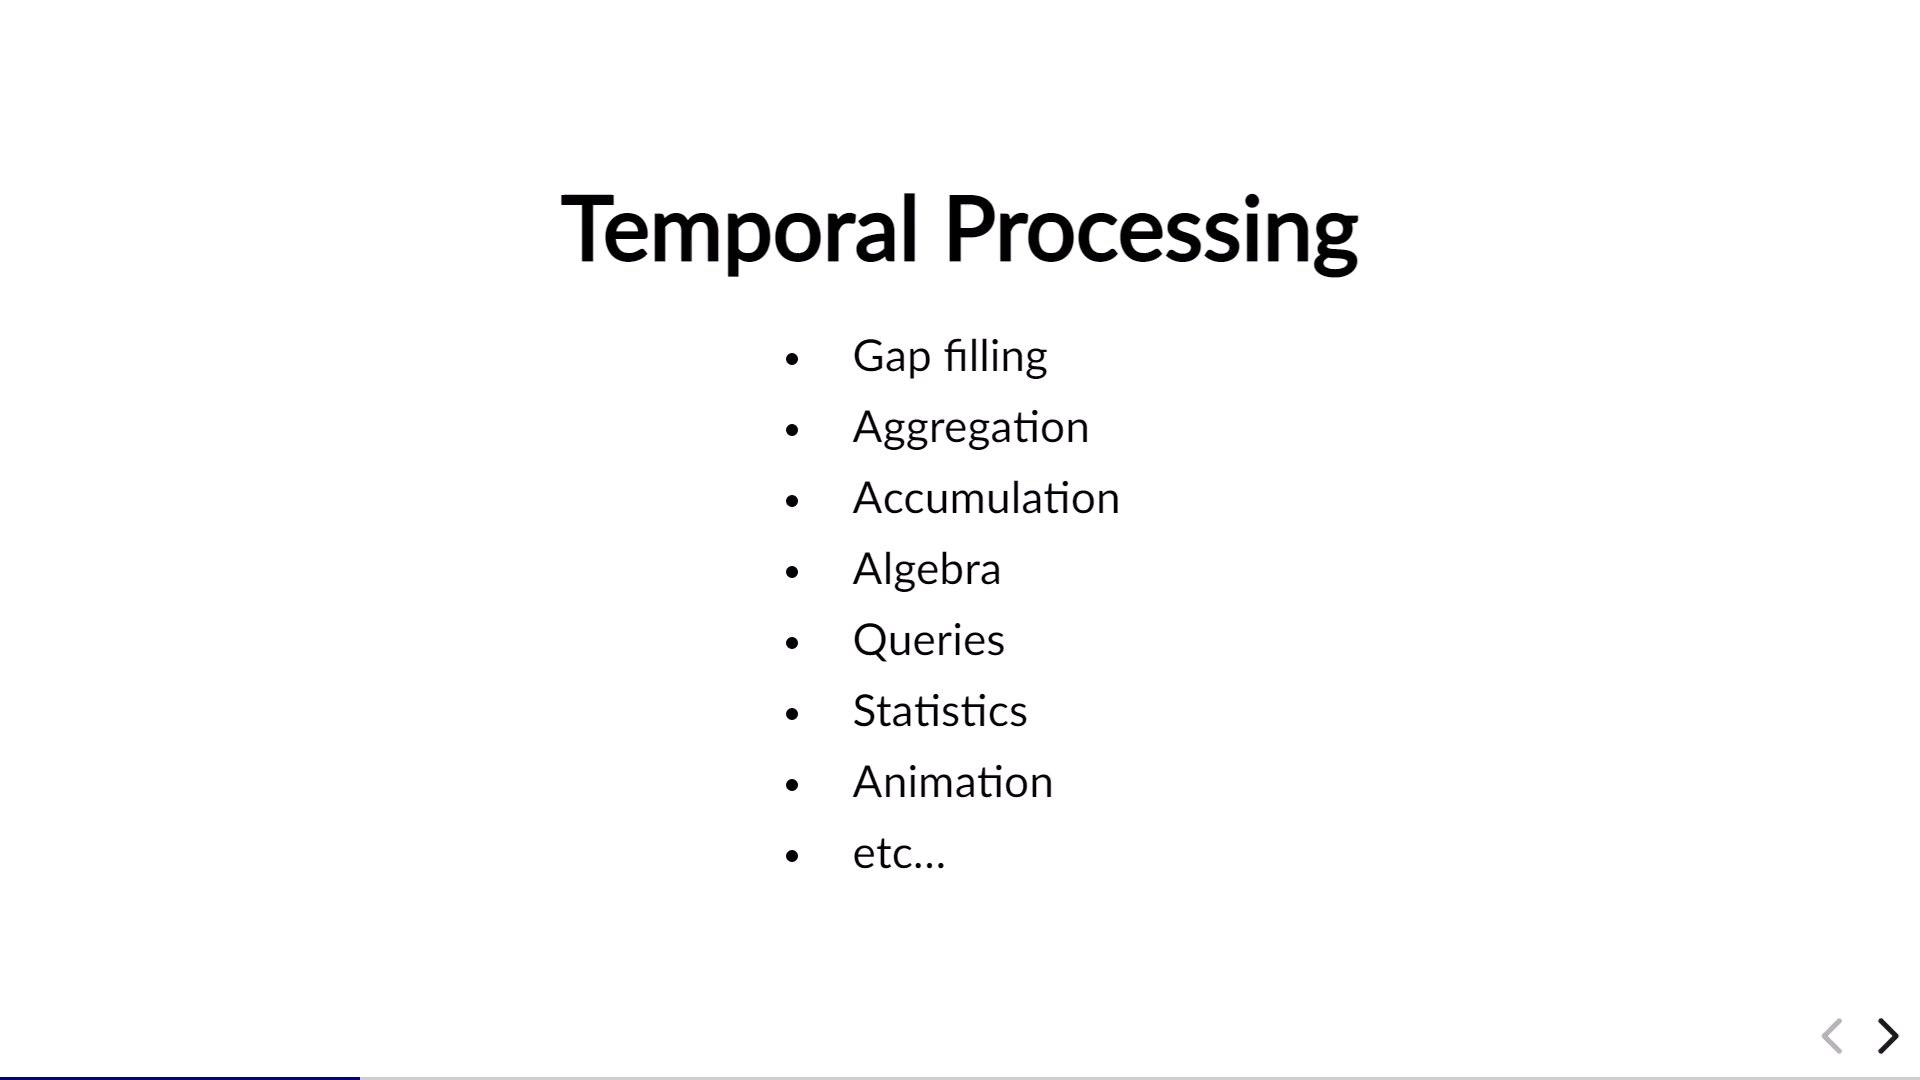 Temporal Processing
• Gap filling
• Aggregation
• Accumulation
• Algebra
• Queries
• Statistics
• Animation
• etc...